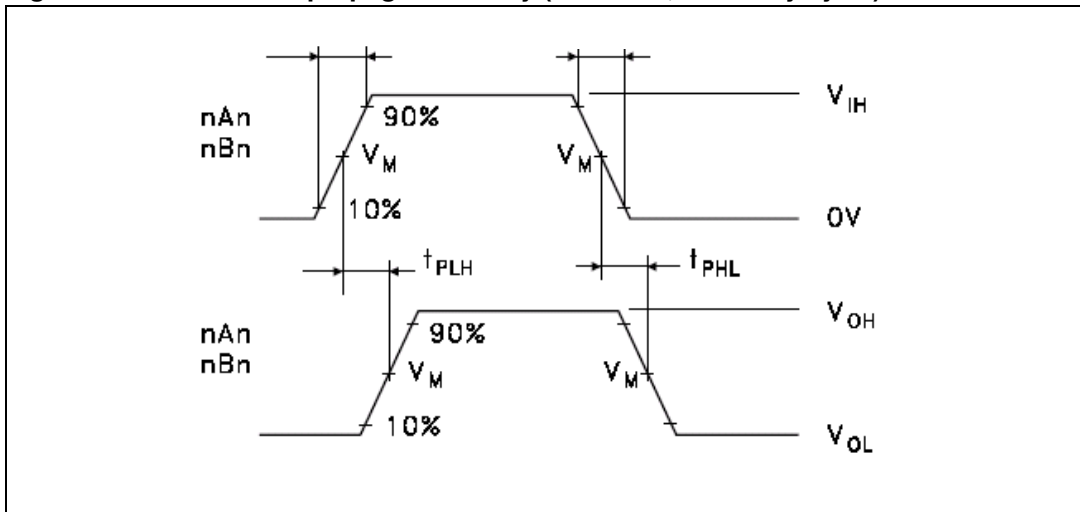 nAn
nBn
90%
V_M
10%
V_M
V_IH
0V
t_PLH
t_PHL
nAn
nBn
90%
V_M
10%
V_M
V_OH
V_OL